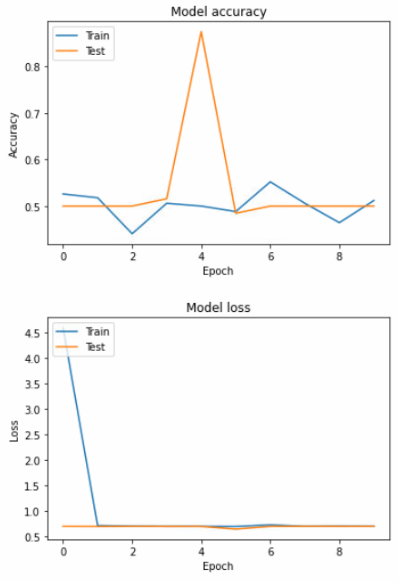 Model accuracy
Train
Test
0.8
0.7
0.6
0.5
Accuracy
0 2 4 6 8
Epoch
Model loss
Train
Test
4.5
4.0
3.5
3.0
2.5
2.0
1.5
1.0
0.5
Loss
0 2 4 6 8
Epoch